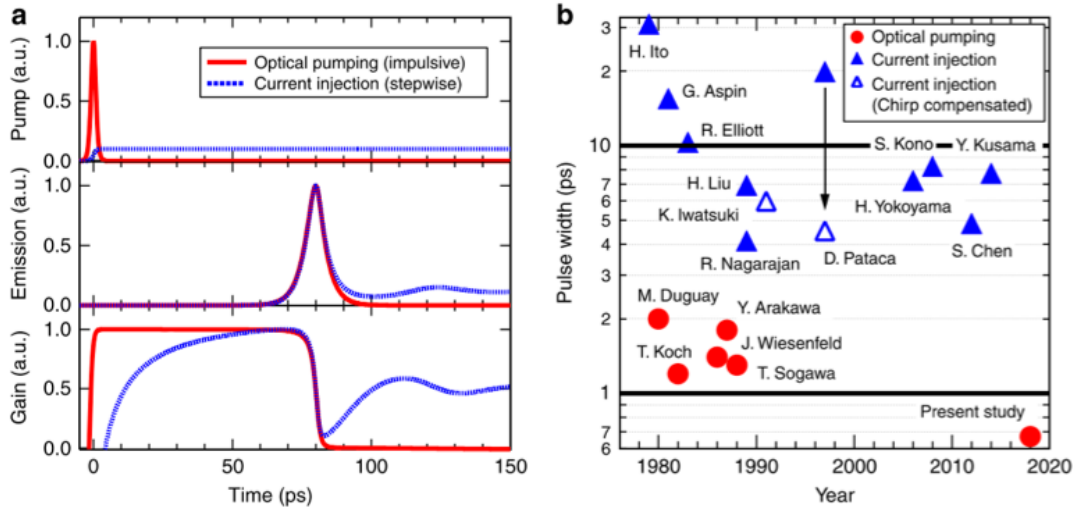 a
Pump (a.u.)
1.0
0.5
0.0
Optical pumping (impulsive)
Current injection (stepwise)
Emission (a.u.)
1.0
0.5
0.0
Gain (a.u.)
1.0
0.5
0.0
0
50
100
150
Time (ps)
b
Pulse width (ps)
3
2
10
7
6
5
4
3
2
1
7
6
Optical pumping
Current injection
Current injection
(Chirp compensated)
H. Ito
G. Aspin
R. Elliott
S. Kono
Y. Kusama
H. Liu
K. Iwatsuki
H. Yokoyama
R. Nagarajan
D. Pataca
S. Chen
M. Duguay
Y. Arakawa
T. Koch
J. Wiesenfeld
T. Sogawa
Present study
1980
1990
2000
2010
2020
Year